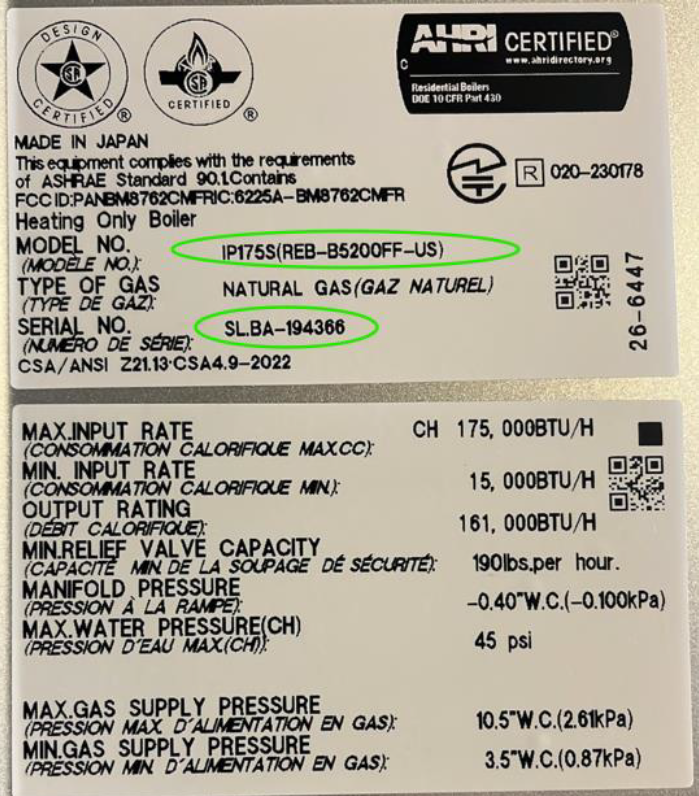 DESIGN
CERTIFIED ®
CERTIFIED ®
AHRI CERTIFIED®
www.ahridirectory.org
C
Residential Boilers
DOE 10 CFR Part 430
MADE IN JAPAN
This equipment complies with the requirements
of ASHRAE Standard 90.1.Contains
FCC ID:PANBM8762CMFRIC:6225A-BM8762CMFR
R 020-230178
Heating Only Boiler
MODEL NO. IP175S(REB-B5200FF-US)
(MODÈLE NO.):
TYPE OF GAS NATURAL GAS(GAZ NATUREL)
(TYPE DE GAZ):
SERIAL NO. SL.BA-194366
(NUMÉRO DE SÉRIE):
CSA/ANSI Z21.13·CSA4.9-2022
26-6447
MAX.INPUT RATE CH 175, 000BTU/H
(CONSOMMATION CALORIFIQUE MAX.CC):
MIN. INPUT RATE 15, 000BTU/H
(CONSOMMATION CALORIFIQUE MIN.):
OUTPUT RATING 161, 000BTU/H
(DÉBIT CALORIFIQUE):
MIN.RELIEF VALVE CAPACITY 190lbs.per hour.
(CAPACITÉ MIN. DE LA SOUPAGE DÉ SÉCURITÉ):
MANIFOLD PRESSURE -0.40"W.C.(-0.100kPa)
(PRESSION À LA RAMPE):
MAX.WATER PRESSURE(CH) 45 psi
(PRESSION D'EAU MAX.(CH)):
MAX.GAS SUPPLY PRESSURE 10.5"W.C.(2.61kPa)
(PRESSION MAX. D'ALIMENTATION EN GAS):
MIN.GAS SUPPLY PRESSURE 3.5"W.C.(0.87kPa)
(PRESSION MIN. D'ALIMENTATION EN GAS):